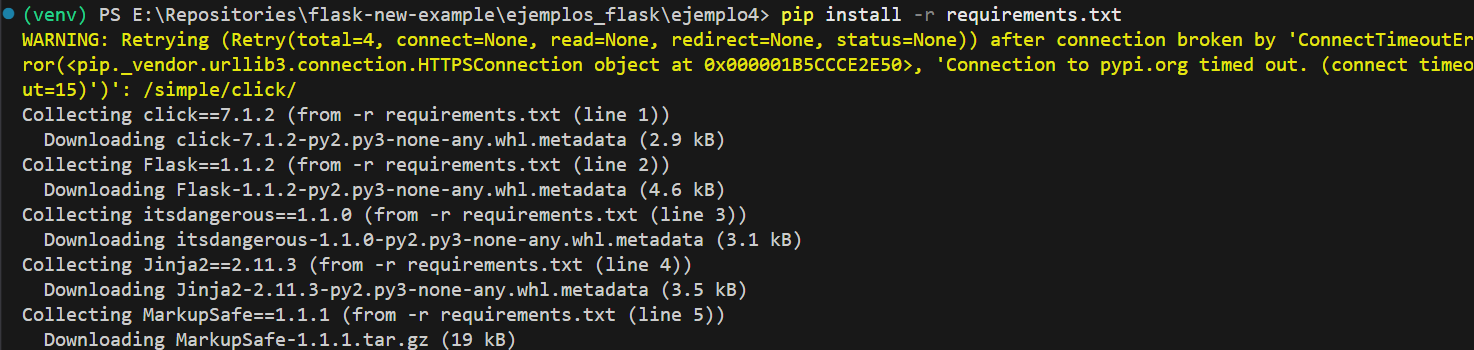 (venv) PS E:\Repositories\flask-new-example\ejemplos_flask\ejemplo4> pip install -r requirements.txt
WARNING: Retrying (Retry(total=4, connect=None, read=None, redirect=None, status=None)) after connection broken by 'ConnectTimeoutEr
ror(<pip._vendor.urllib3.connection.HTTPSConnection object at 0x000001B5CCCE2E50>, 'Connection to pypi.org timed out. (connect timeo
ut=15)')': /simple/click/
Collecting click==7.1.2 (from -r requirements.txt (line 1))
  Downloading click-7.1.2-py2.py3-none-any.whl.metadata (2.9 kB)
Collecting Flask==1.1.2 (from -r requirements.txt (line 2))
  Downloading Flask-1.1.2-py2.py3-none-any.whl.metadata (4.6 kB)
Collecting itsdangerous==1.1.0 (from -r requirements.txt (line 3))
  Downloading itsdangerous-1.1.0-py2.py3-none-any.whl.metadata (3.1 kB)
Collecting Jinja2==2.11.3 (from -r requirements.txt (line 4))
  Downloading Jinja2-2.11.3-py2.py3-none-any.whl.metadata (3.5 kB)
Collecting MarkupSafe==1.1.1 (from -r requirements.txt (line 5))
  Downloading MarkupSafe-1.1.1.tar.gz (19 kB)